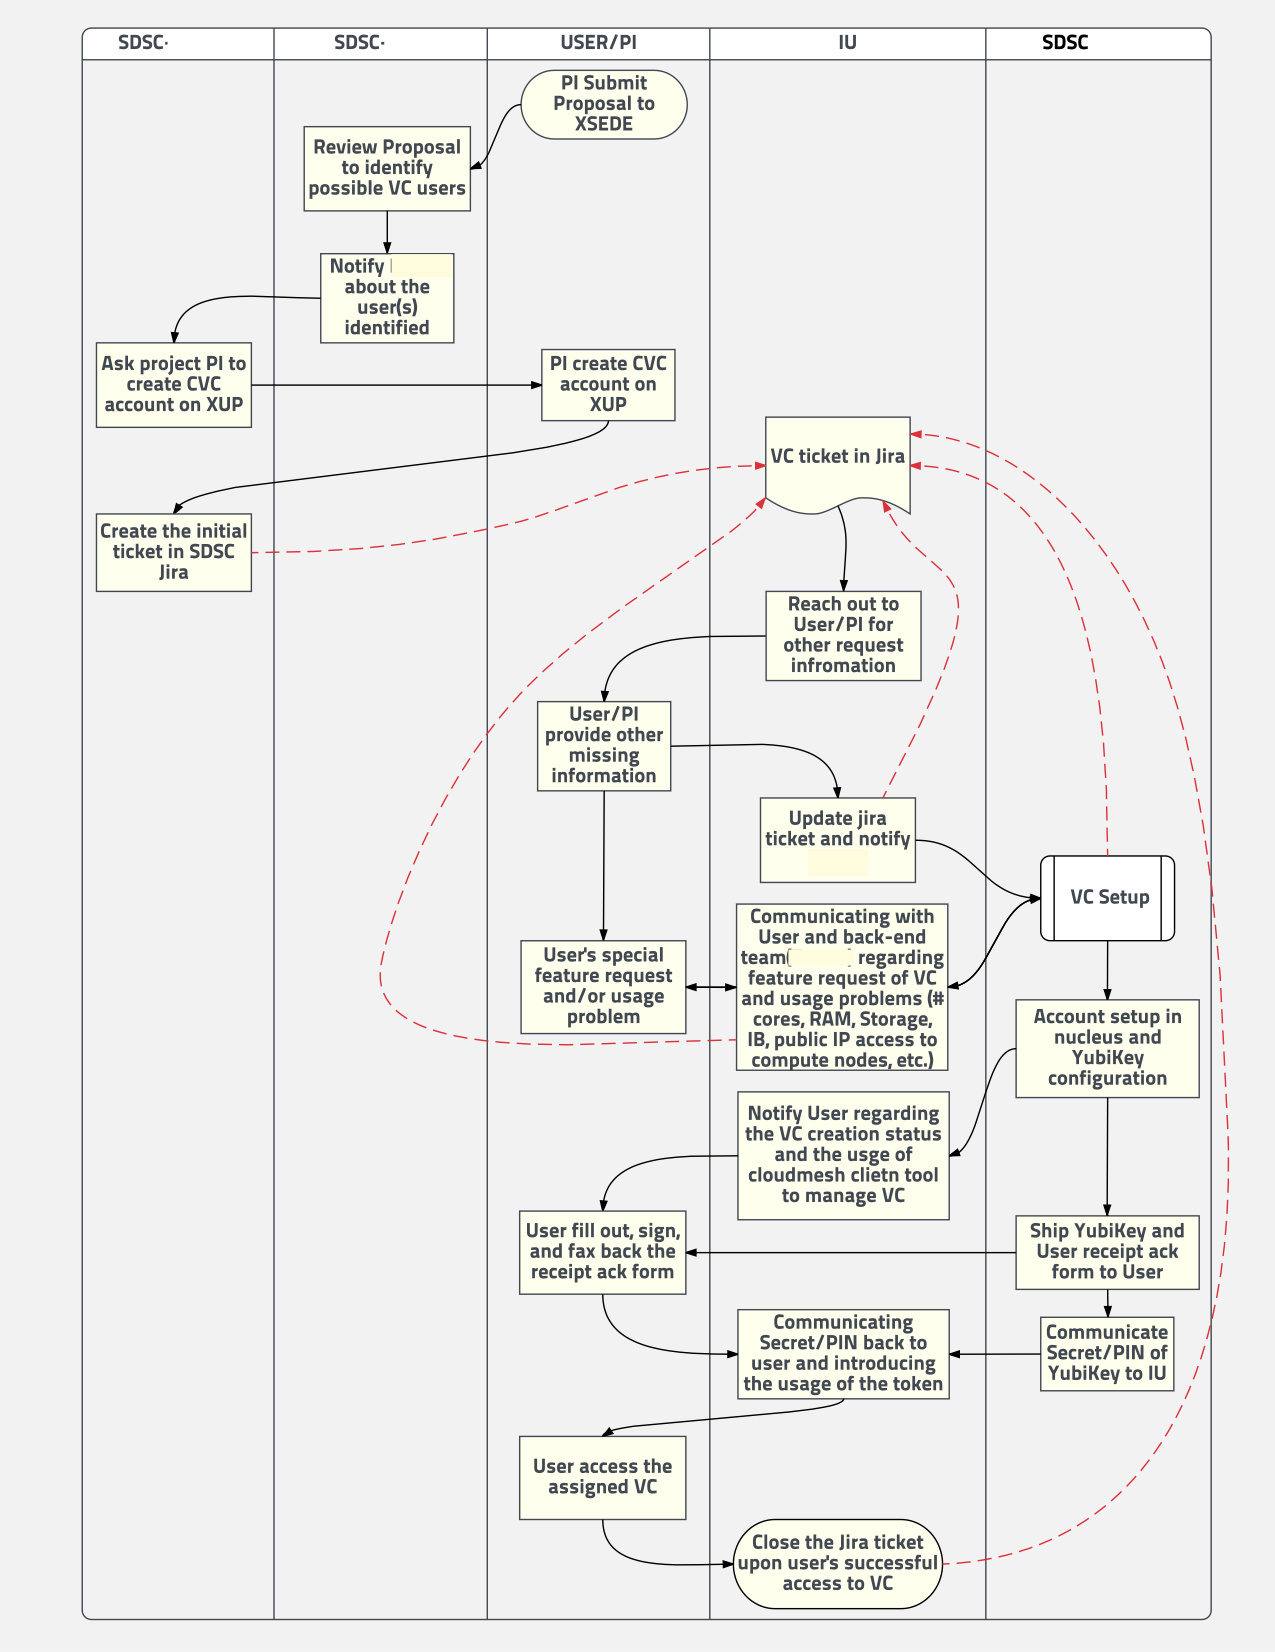 SDSC·
SDSC·
USER/PI
IU
SDSC
PI Submit
Proposal to
XSEDE
Review Proposal
to identify
possible VC users
Notify
about the
user(s)
identified
Ask project PI to
create CVC
account on XUP
PI create CVC
account on
XUP
VC ticket in Jira
Create the initial
ticket in SDSC
Jira
Reach out to
User/PI for
other request
infromation
User/PI
provide other
missing
information
Update jira
ticket and notify
VC Setup
Communicating with
User and back-end
team( regarding
feature request of VC
and usage problems (#
cores, RAM, Storage,
IB, public IP access to
compute nodes, etc.)
User's special
feature request
and/or usage
problem
Account setup in
nucleus and
YubiKey
configuration
Notify User regarding
the VC creation status
and the usge of
cloudmesh clietn tool
to manage VC
User fill out, sign,
and fax back the
receipt ack form
Ship YubiKey and
User receipt ack
form to User
Communicating
Secret/PIN back to
user and introducing
the usage of the token
Communicate
Secret/PIN of
YubiKey to IU
User access the
assigned VC
Close the Jira ticket
upon user's successful
access to VC